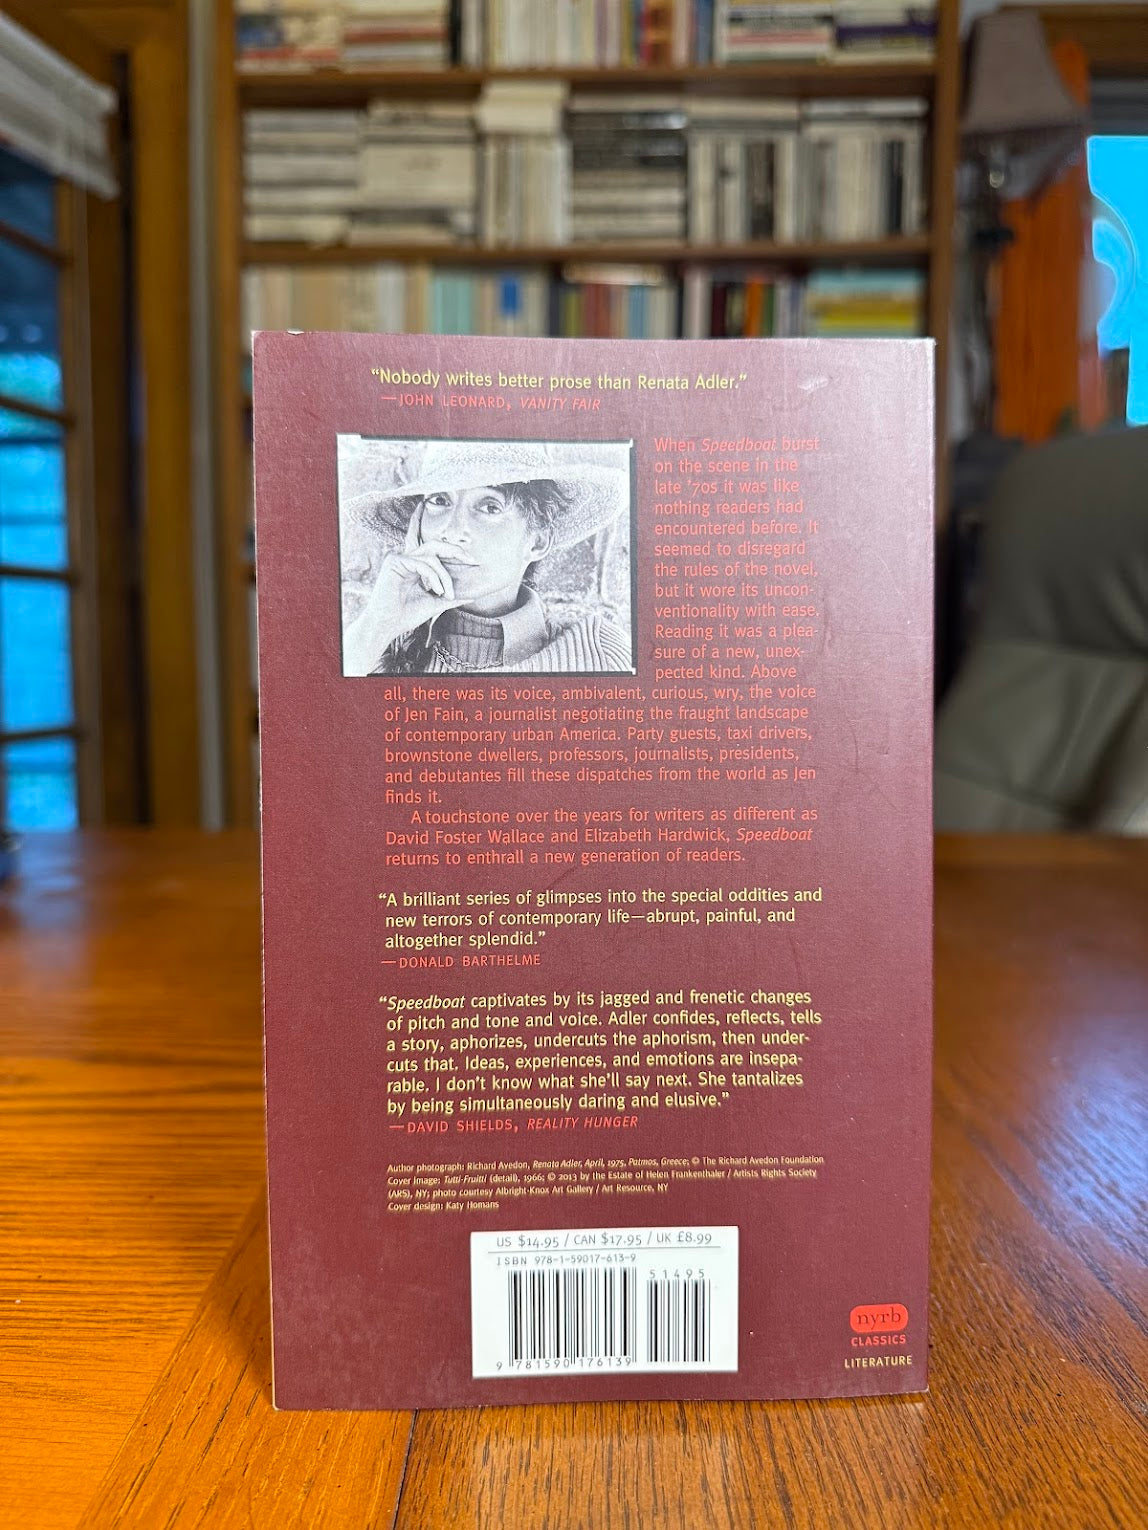 “Nobody writes better prose than Renata Adler.”
—JOHN LEONARD, VANITY FAIR
When Speedboat burst
on the scene in the
late ’70s it was like
nothing readers had
encountered before. It
seemed to disregard
the rules of the novel,
but it wore its uncon-
ventionality with ease.
Reading it was a plea-
sure of a new, unex-
pected kind. Above
all, there was its voice, ambivalent, curious, wry, the voice
of Jen Fain, a journalist negotiating the fraught landscape
of contemporary urban America. Party guests, taxi drivers,
brownstone dwellers, professors, journalists, presidents,
and debutantes fill these dispatches from the world as Jen
finds it.
A touchstone over the years for writers as different as
David Foster Wallace and Elizabeth Hardwick, Speedboat
returns to enthrall a new generation of readers.
“A brilliant series of glimpses into the special oddities and
new terrors of contemporary life—abrupt, painful, and
altogether splendid.”
—DONALD BARTHELME
“Speedboat captivates by its jagged and frenetic changes
of pitch and tone and voice. Adler confides, reflects, tells
a story, aphorizes, undercuts the aphorism, then under-
cuts that. Ideas, experiences, and emotions are insepa-
rable. I don’t know what she’ll say next. She tantalizes
by being simultaneously daring and elusive.”
—DAVID SHIELDS, REALITY HUNGER
Author photograph: Richard Avedon, Renata Adler, April, 1975, Patmos, Greece; © The Richard Avedon Foundation
Cover image: Tutti-Fruitti (detail), 1966; © 2013 by the Estate of Helen Frankenthaler / Artists Rights Society
(ARS), NY; photo courtesy Albright-Knox Art Gallery / Art Resource, NY
Cover design: Katy Homans
US $14.95 / CAN $17.95 / UK £8.99
ISBN 978-1-59017-613-9
51495
9 781590 176139
nyrb
CLASSICS
LITERATURE